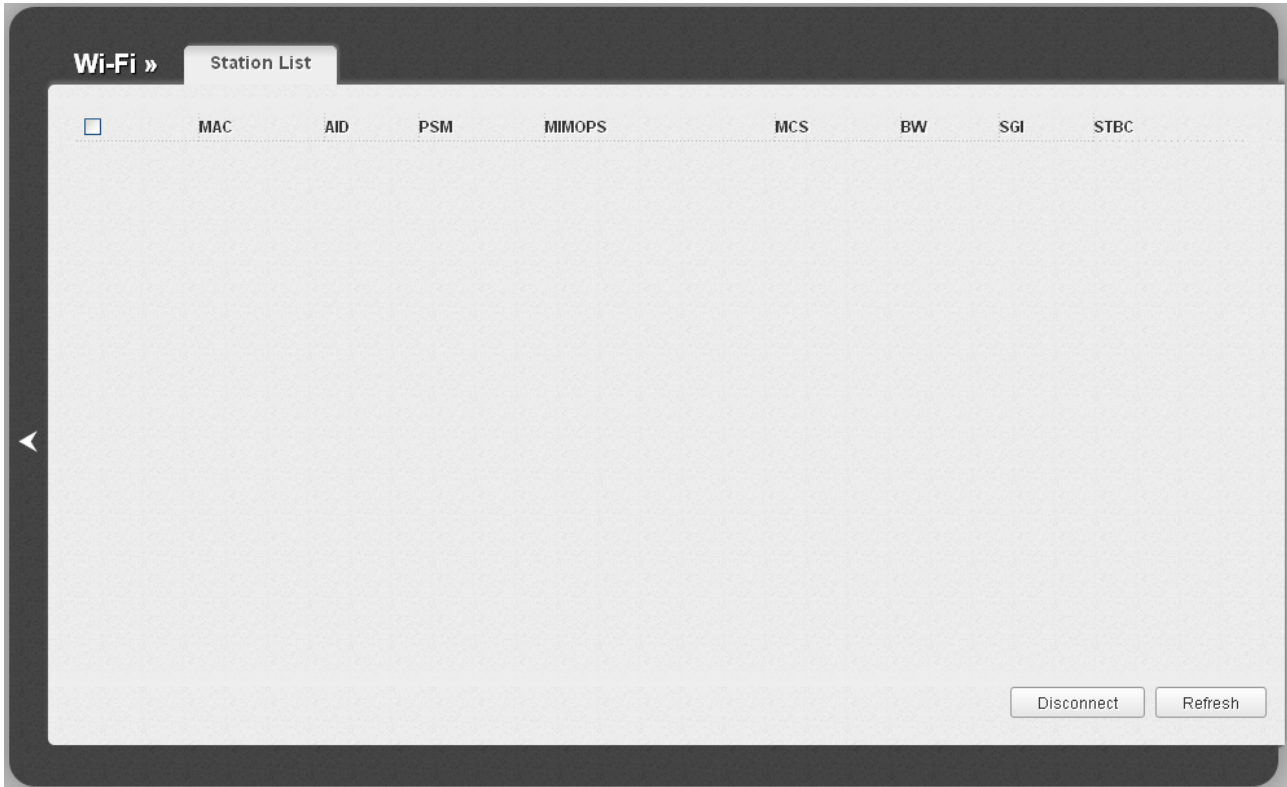 Wi-Fi » Station List
MAC AID PSM MIMOPS MCS BW SGI STBC
Disconnect Refresh